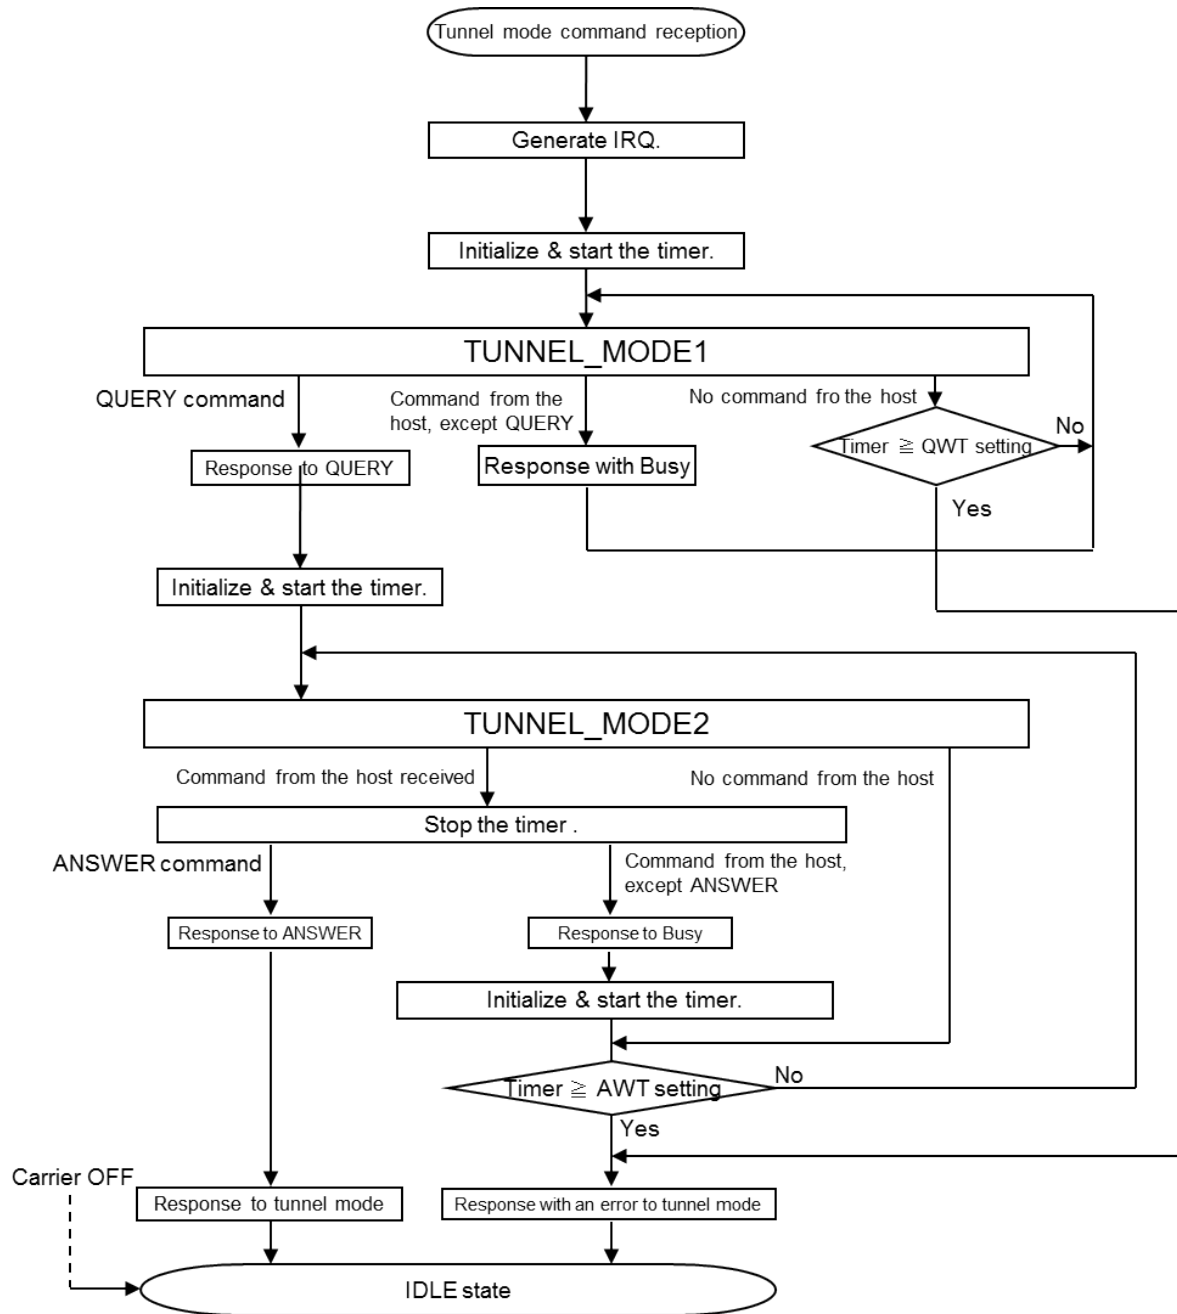 Tunnel mode command reception
Generate IRQ.
Initialize & start the timer.
TUNNEL_MODE1
QUERY command
Command from the
host, except QUERY
No command fro the host
Response to QUERY
Response with Busy
Timer ≧ QWT setting
No
Yes
Initialize & start the timer.
TUNNEL_MODE2
Command from the host received
No command from the host
Stop the timer .
ANSWER command
Command from the host,
except ANSWER
Response to ANSWER
Response to Busy
Initialize & start the timer.
Timer ≧ AWT setting
No
Yes
Carrier OFF
Response to tunnel mode
Response with an error to tunnel mode
IDLE state